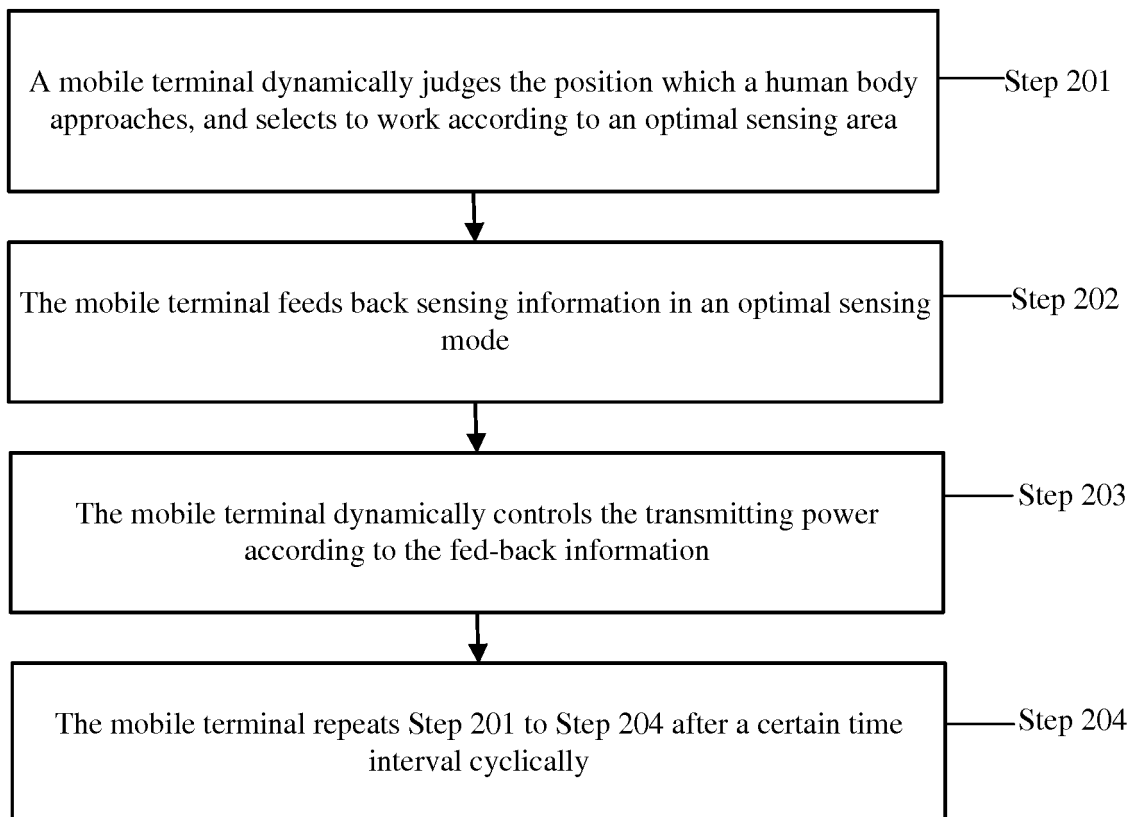 A mobile terminal dynamically judges the position which a human body
approaches, and selects to work according to an optimal sensing area
Step 201
The mobile terminal feeds back sensing information in an optimal sensing
mode
Step 202
The mobile terminal dynamically controls the transmitting power
according to the fed-back information
Step 203
The mobile terminal repeats Step 201 to Step 204 after a certain time
interval cyclically
Step 204